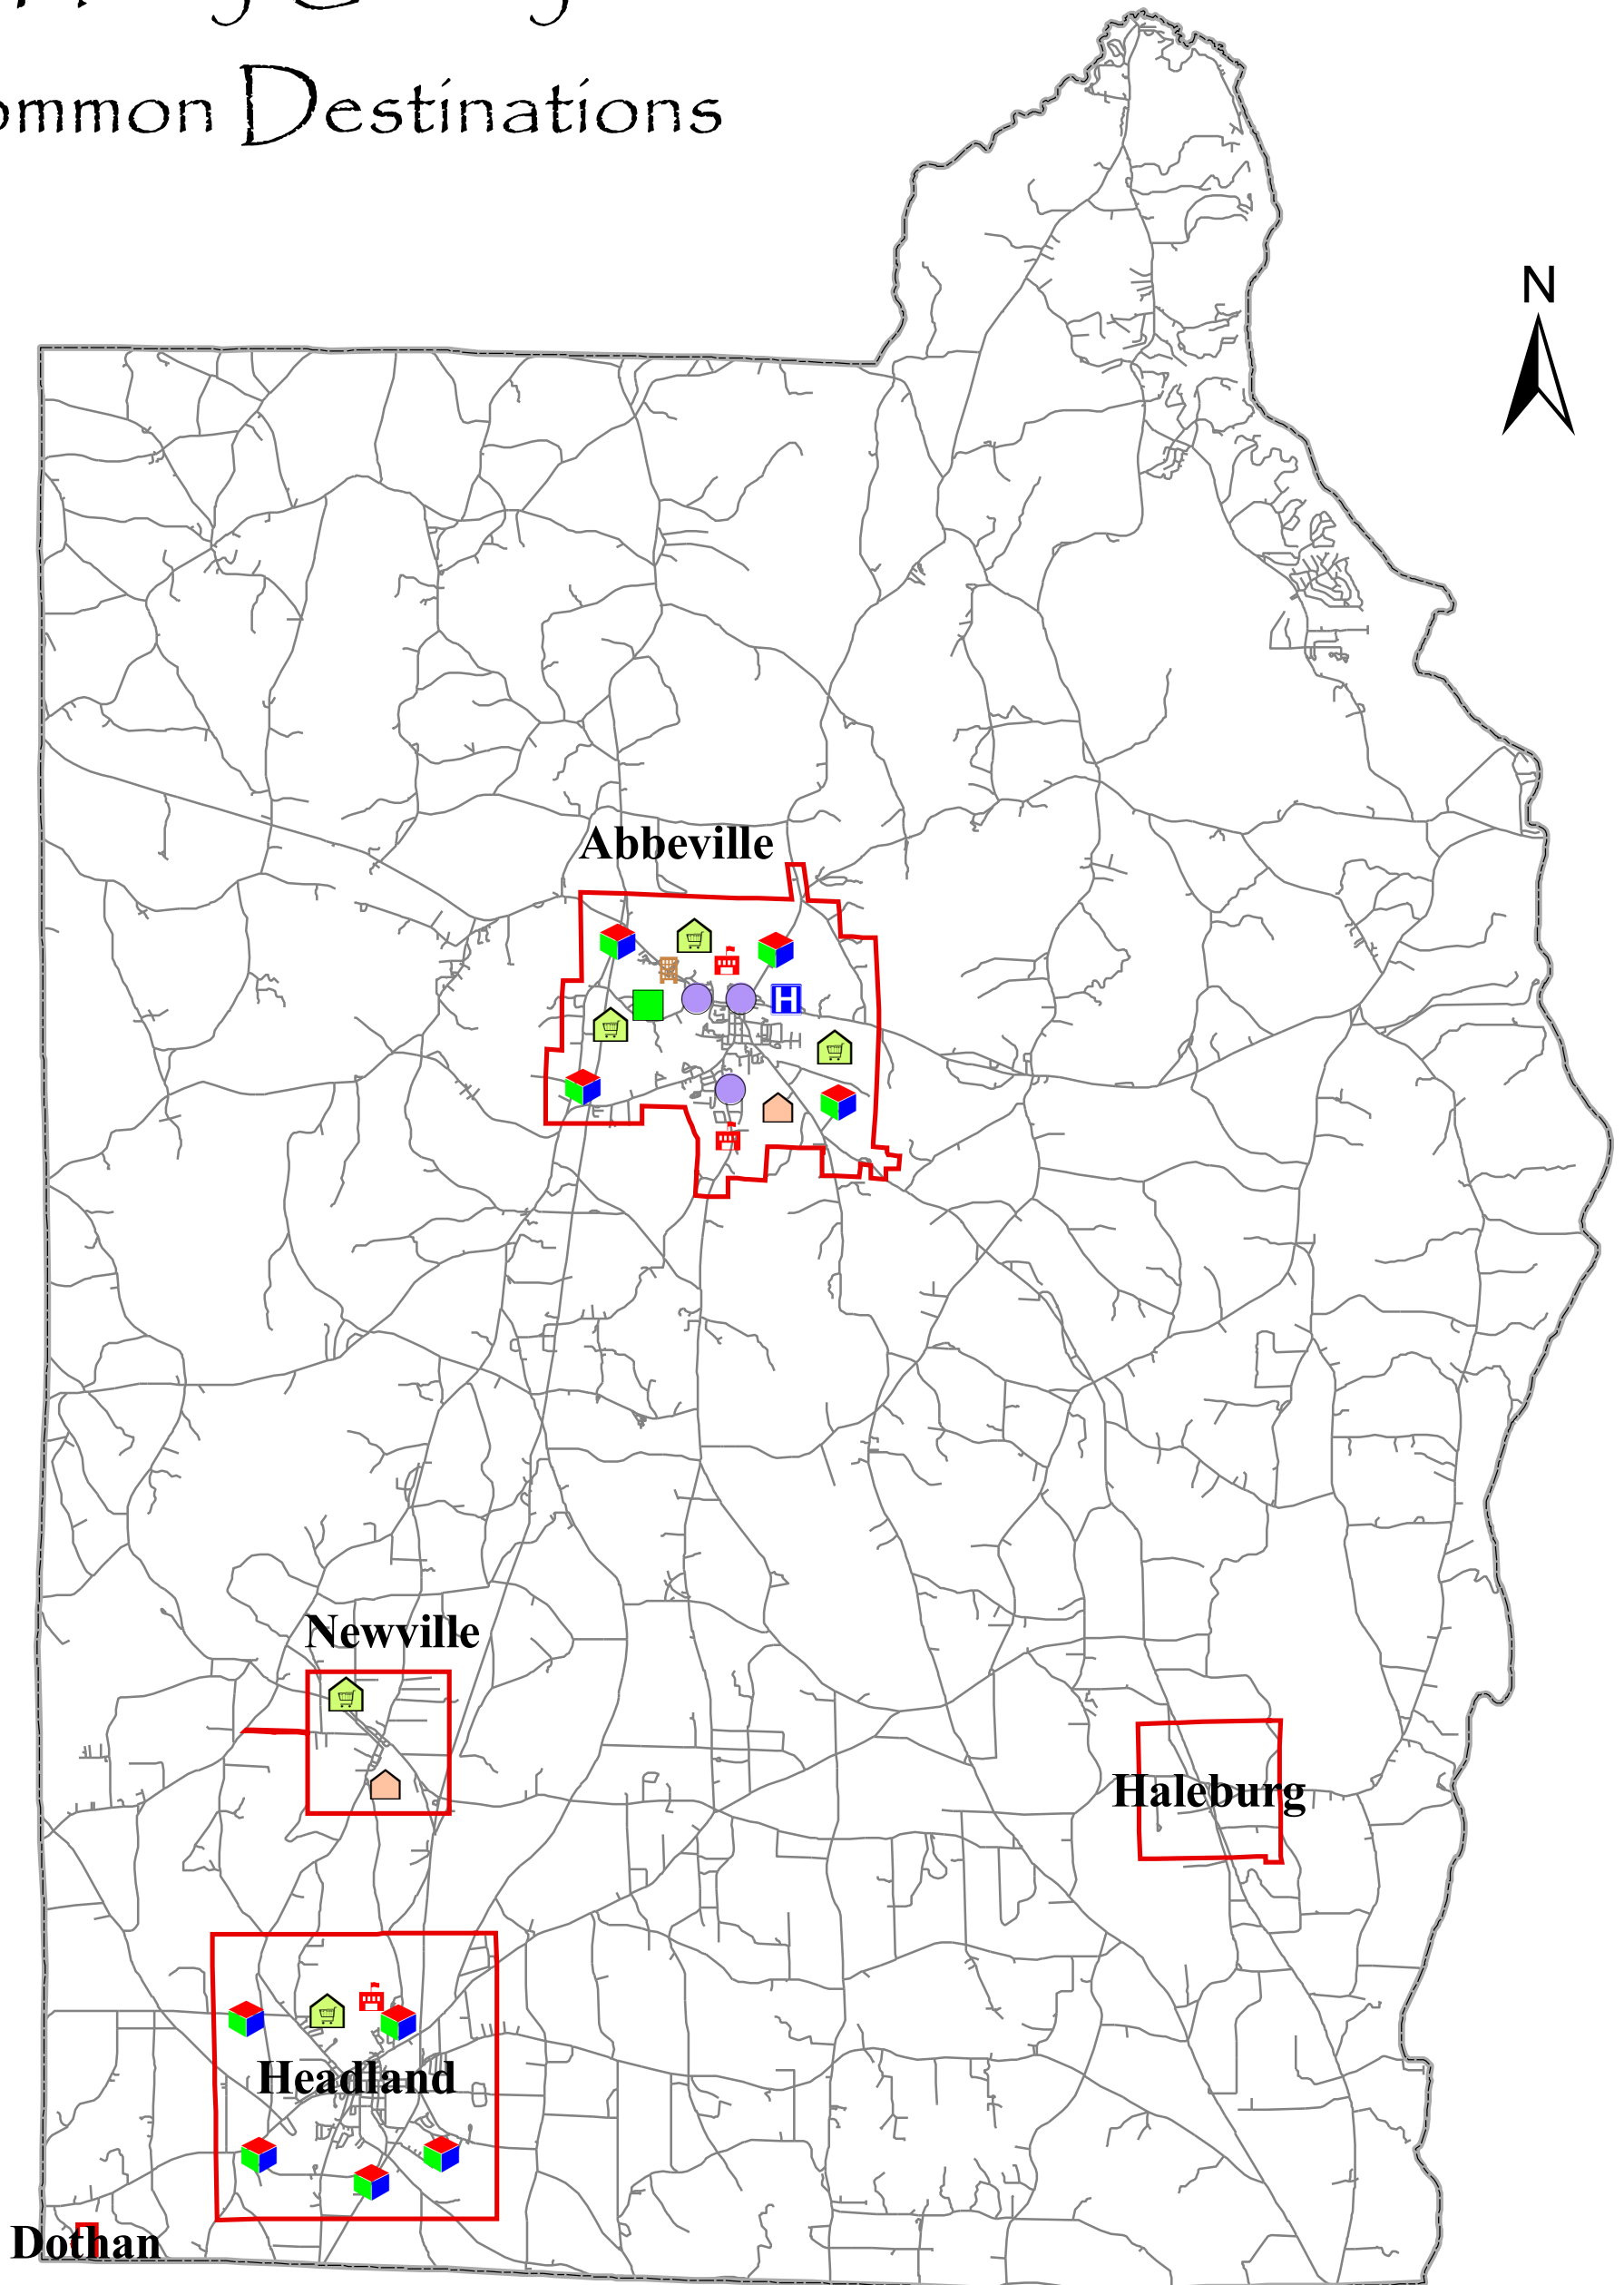 ommon Destinations
N
Abbeville
Newville
Haleburg
Headland
Dothan
H